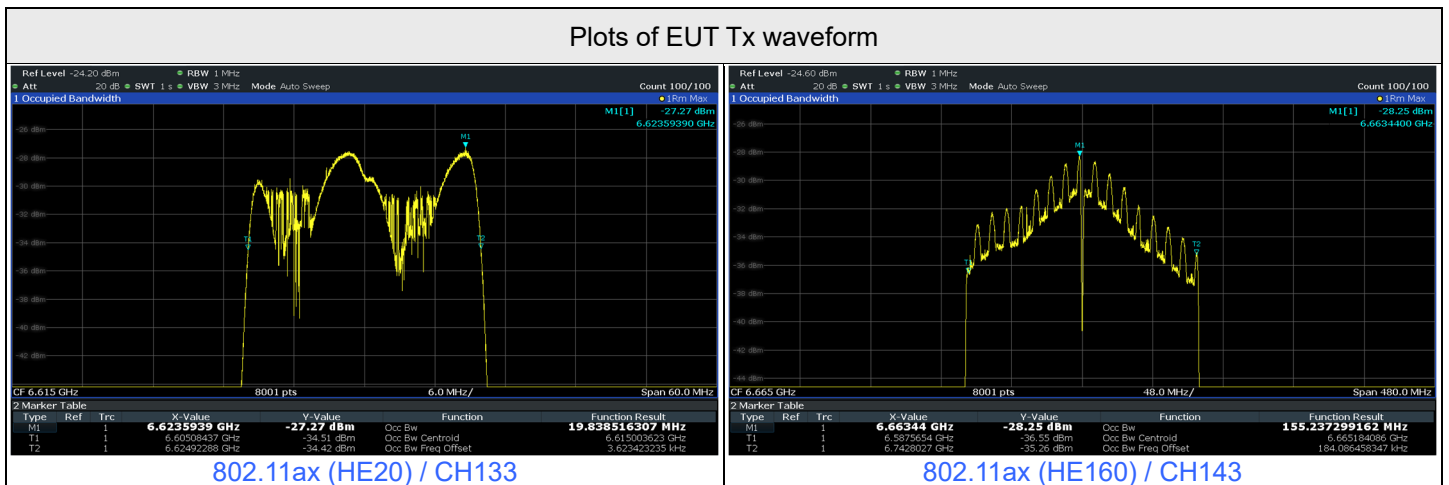 Plots of EUT Tx waveform
Ref Level -24.20 dBm RBW 1 MHz
Att 20 dB SWT 1 s VBW 3 MHz Mode Auto Sweep Count 100/100
1 Occupied Bandwidth 1Rm Max
M1[1] -27.27 dBm
6.62359390 GHz
M1
-26 dBm
-28 dBm
-30 dBm
-32 dBm
-34 dBm
T1
T2
-36 dBm
-38 dBm
-40 dBm
-42 dBm
CF 6.615 GHz 8001 pts 6.0 MHz/ Span 60.0 MHz
2 Marker Table
Type Ref Trc X-Value Y-Value Function Function Result
M1 1 6.6235939 GHz -27.27 dBm Occ Bw 19.838516307 MHz
T1 1 6.60508437 GHz -34.51 dBm Occ Bw Centroid 6.615003623 GHz
T2 1 6.62492288 GHz -34.42 dBm Occ Bw Freq Offset 3.623423235 kHz
802.11ax (HE20) / CH133
Ref Level -24.60 dBm RBW 1 MHz
Att 20 dB SWT 1 s VBW 3 MHz Mode Auto Sweep Count 100/100
1 Occupied Bandwidth 1Rm Max
M1[1] -28.25 dBm
6.6634400 GHz
-26 dBm
M1
-28 dBm
-30 dBm
-32 dBm
-34 dBm
T2
T1
-36 dBm
-38 dBm
-40 dBm
-42 dBm
-44 dBm
CF 6.665 GHz 8001 pts 48.0 MHz/ Span 480.0 MHz
2 Marker Table
Type Ref Trc X-Value Y-Value Function Function Result
M1 1 6.66344 GHz -28.25 dBm Occ Bw 155.237299162 MHz
T1 1 6.5875654 GHz -36.55 dBm Occ Bw Centroid 6.665184086 GHz
T2 1 6.7428027 GHz -35.26 dBm Occ Bw Freq Offset 184.086458347 kHz
802.11ax (HE160) / CH143